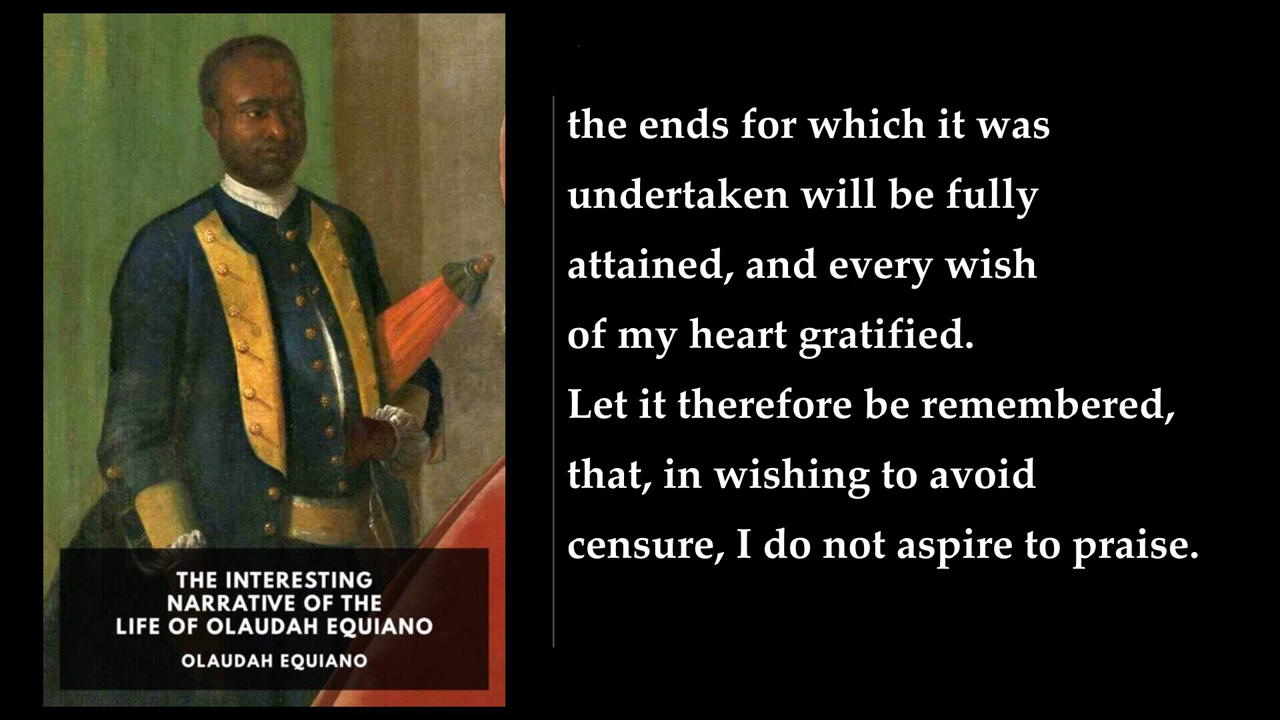 THE INTERESTING
NARRATIVE OF THE
LIFE OF OLAUDAH EQUIANO
OLAUDAH EQUIANO
the ends for which it was
undertaken will be fully
attained, and every wish
of my heart gratified.
Let it therefore be remembered,
that, in wishing to avoid
censure, I do not aspire to praise.